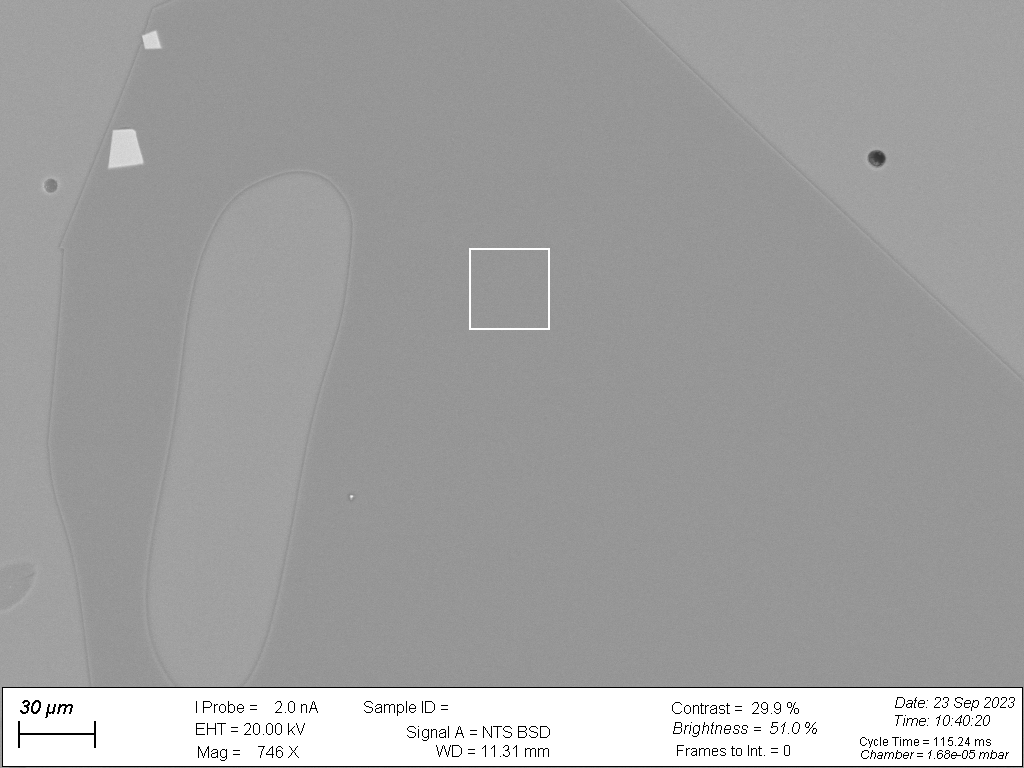 30 µm
I Probe = 2.0 nA
EHT = 20.00 kV
Mag = 746 X
Sample ID =
Signal A = NTS BSD
WD = 11.31 mm
Contrast = 29.9 %
Brightness = 51.0 %
Frames to Int. = 0
Date: 23 Sep 2023
Time: 10:40:20
Cycle Time = 115.24 ms
Chamber = 1.68e-05 mbar